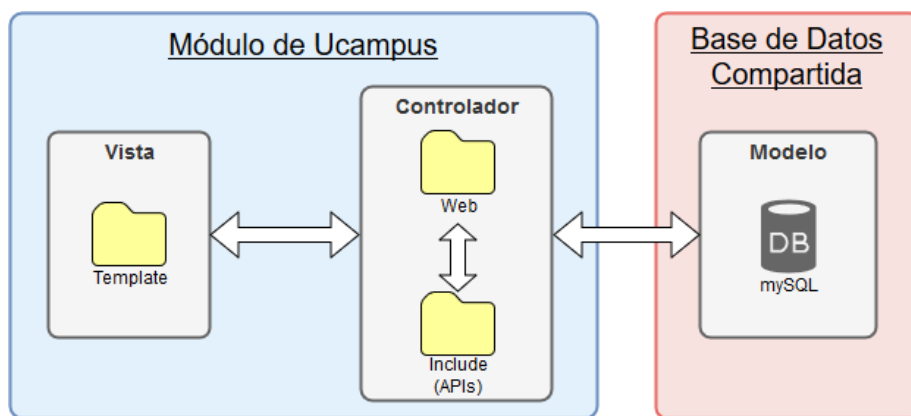 Módulo de Ucampus
Base de Datos
Compartida
Vista
Template
Controlador
Web
Include
(APIs)
Modelo
DB
mySQL